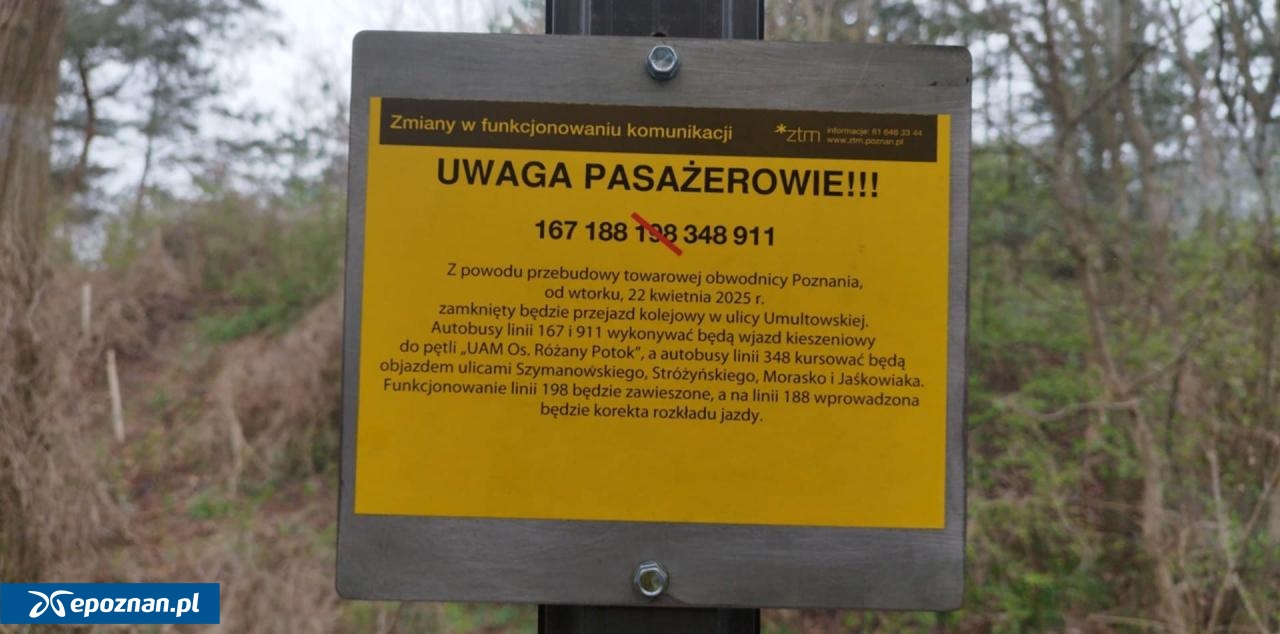 Zmiany w funkcjonowaniu komunikacji
*ztm
informacje: 61 646 33 44
www.ztm.poznan.pl
UWAGA PASAŻEROWIE!!!
167 188 198 348 911
Z powodu przebudowy towarowej obwodnicy Poznania,
od wtorku, 22 kwietnia 2025 r.
zamknięty będzie przejazd kolejowy w ulicy Umultowskiej.
Autobusy linii 167 i 911 wykonywać będą wjazd kieszeniowy
do pętli „UAM Os. Różany Potok”, a autobusy linii 348 kursować będą
objazdem ulicami Szymanowskiego, Stróżyńskiego, Morasko i Jaśkowiaka.
Funkcjonowanie linii 198 będzie zawieszone, a na linii 188 wprowadzona
będzie korekta rozkładu jazdy.
epoznan.pl